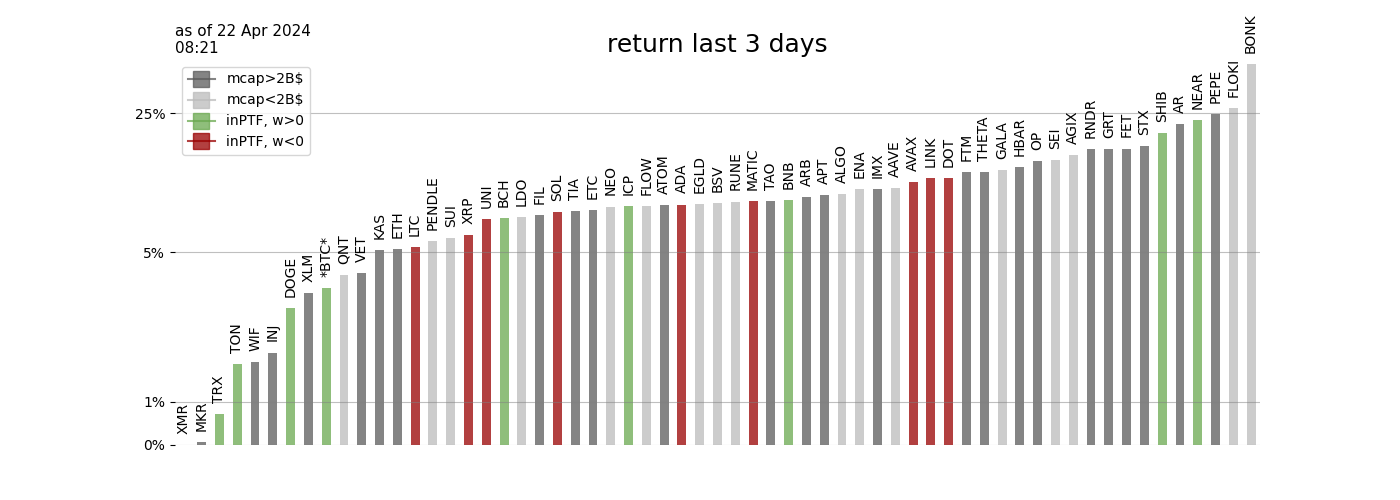 as of 22 Apr 2024
08:21
return last 3 days
mcap>2B$
mcap<2B$
inPTF, w>0
inPTF, w<0
25%
5%
1%
0%
XMR
MKR
TRX
TON
WIF
INJ
DOGE
XLM
*BTC*
QNT
VET
KAS
ETH
LTC
PENDLE
SUI
XRP
UNI
BCH
LDO
FIL
SOL
TIA
ETC
NEO
ICP
FLOW
ATOM
ADA
EGLD
BSV
RUNE
MATIC
TAO
BNB
ARB
APT
ALGO
ENA
IMX
AAVE
AVAX
LINK
DOT
FTM
THETA
GALA
HBAR
OP
SEI
AGIX
RNDR
GRT
FET
STX
SHIB
AR
NEAR
PEPE
FLOKI
BONK